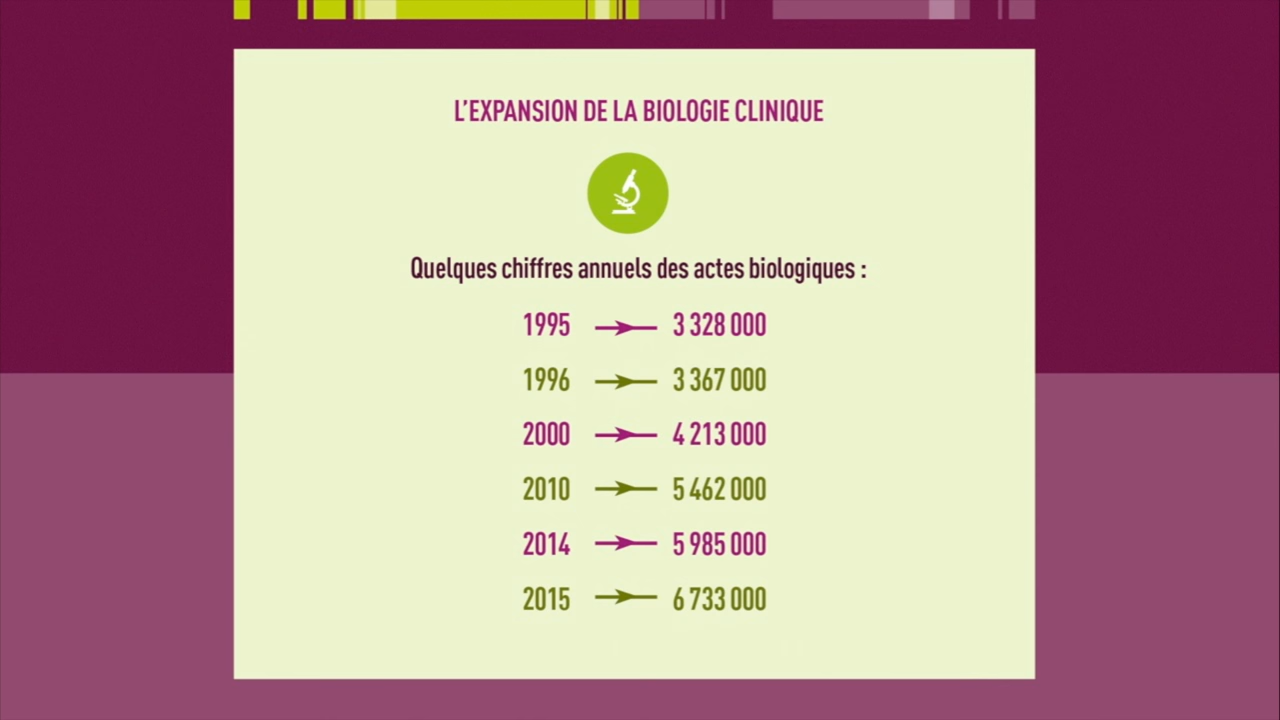 L'EXPANSION DE LA BIOLOGIE CLINIQUE
Quelques chiffres annuels des actes biologiques :
1995 3 328 000
1996 3 367 000
2000 4 213 000
2010 5 462 000
2014 5 985 000
2015 6 733 000